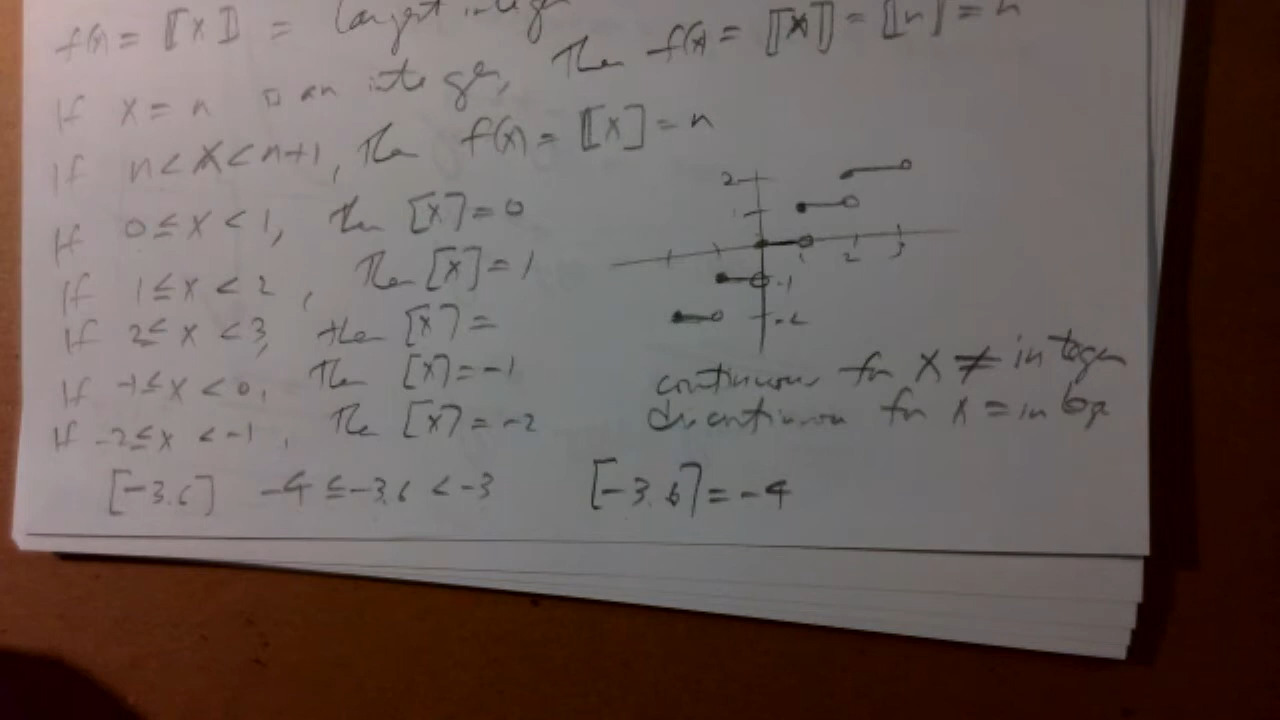 f(x) = [[x]] = largest integer
If x = n is an integer, then f(x) = [[x]] = [[n]] = n
If n < x < n+1, then f(x) = [[x] = n
If 0 ≤ x < 1, then [x] = 0
If 1 ≤ x < 2, then [x] = 1
If 2 ≤ x < 3, then [x] =
If -1 ≤ x < 0, then [x] = -1
If -2 ≤ x < -1, then [x] = -2
[-3.6] -4 ≤ -3.6 < -3 [-3.6] = -4
2
1
1 2 3
-1
-2
continuous for x ≠ integer
discontinuous for x = integer